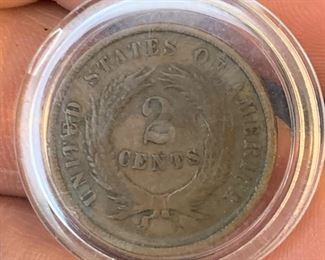 UNITED STATES OF AMERICA
2
CENTS